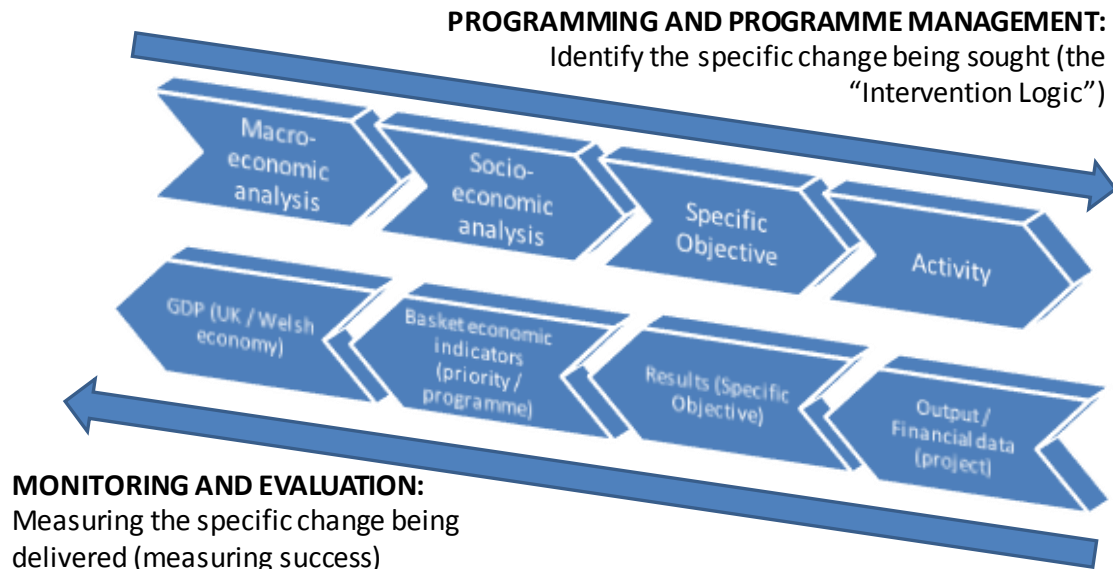 PROGRAMMING AND PROGRAMME MANAGEMENT:
Identify the specific change being sought (the
“Intervention Logic”)
Macro-
economic
analysis
Socio-
economic
analysis
Specific
Objective
Activity
GDP (UK / Welsh
economy)
Basket economic
indicators
(priority /
programme)
Results (Specific
Objective)
Output /
Financial data
(project)
MONITORING AND EVALUATION:
Measuring the specific change being
delivered (measuring success)